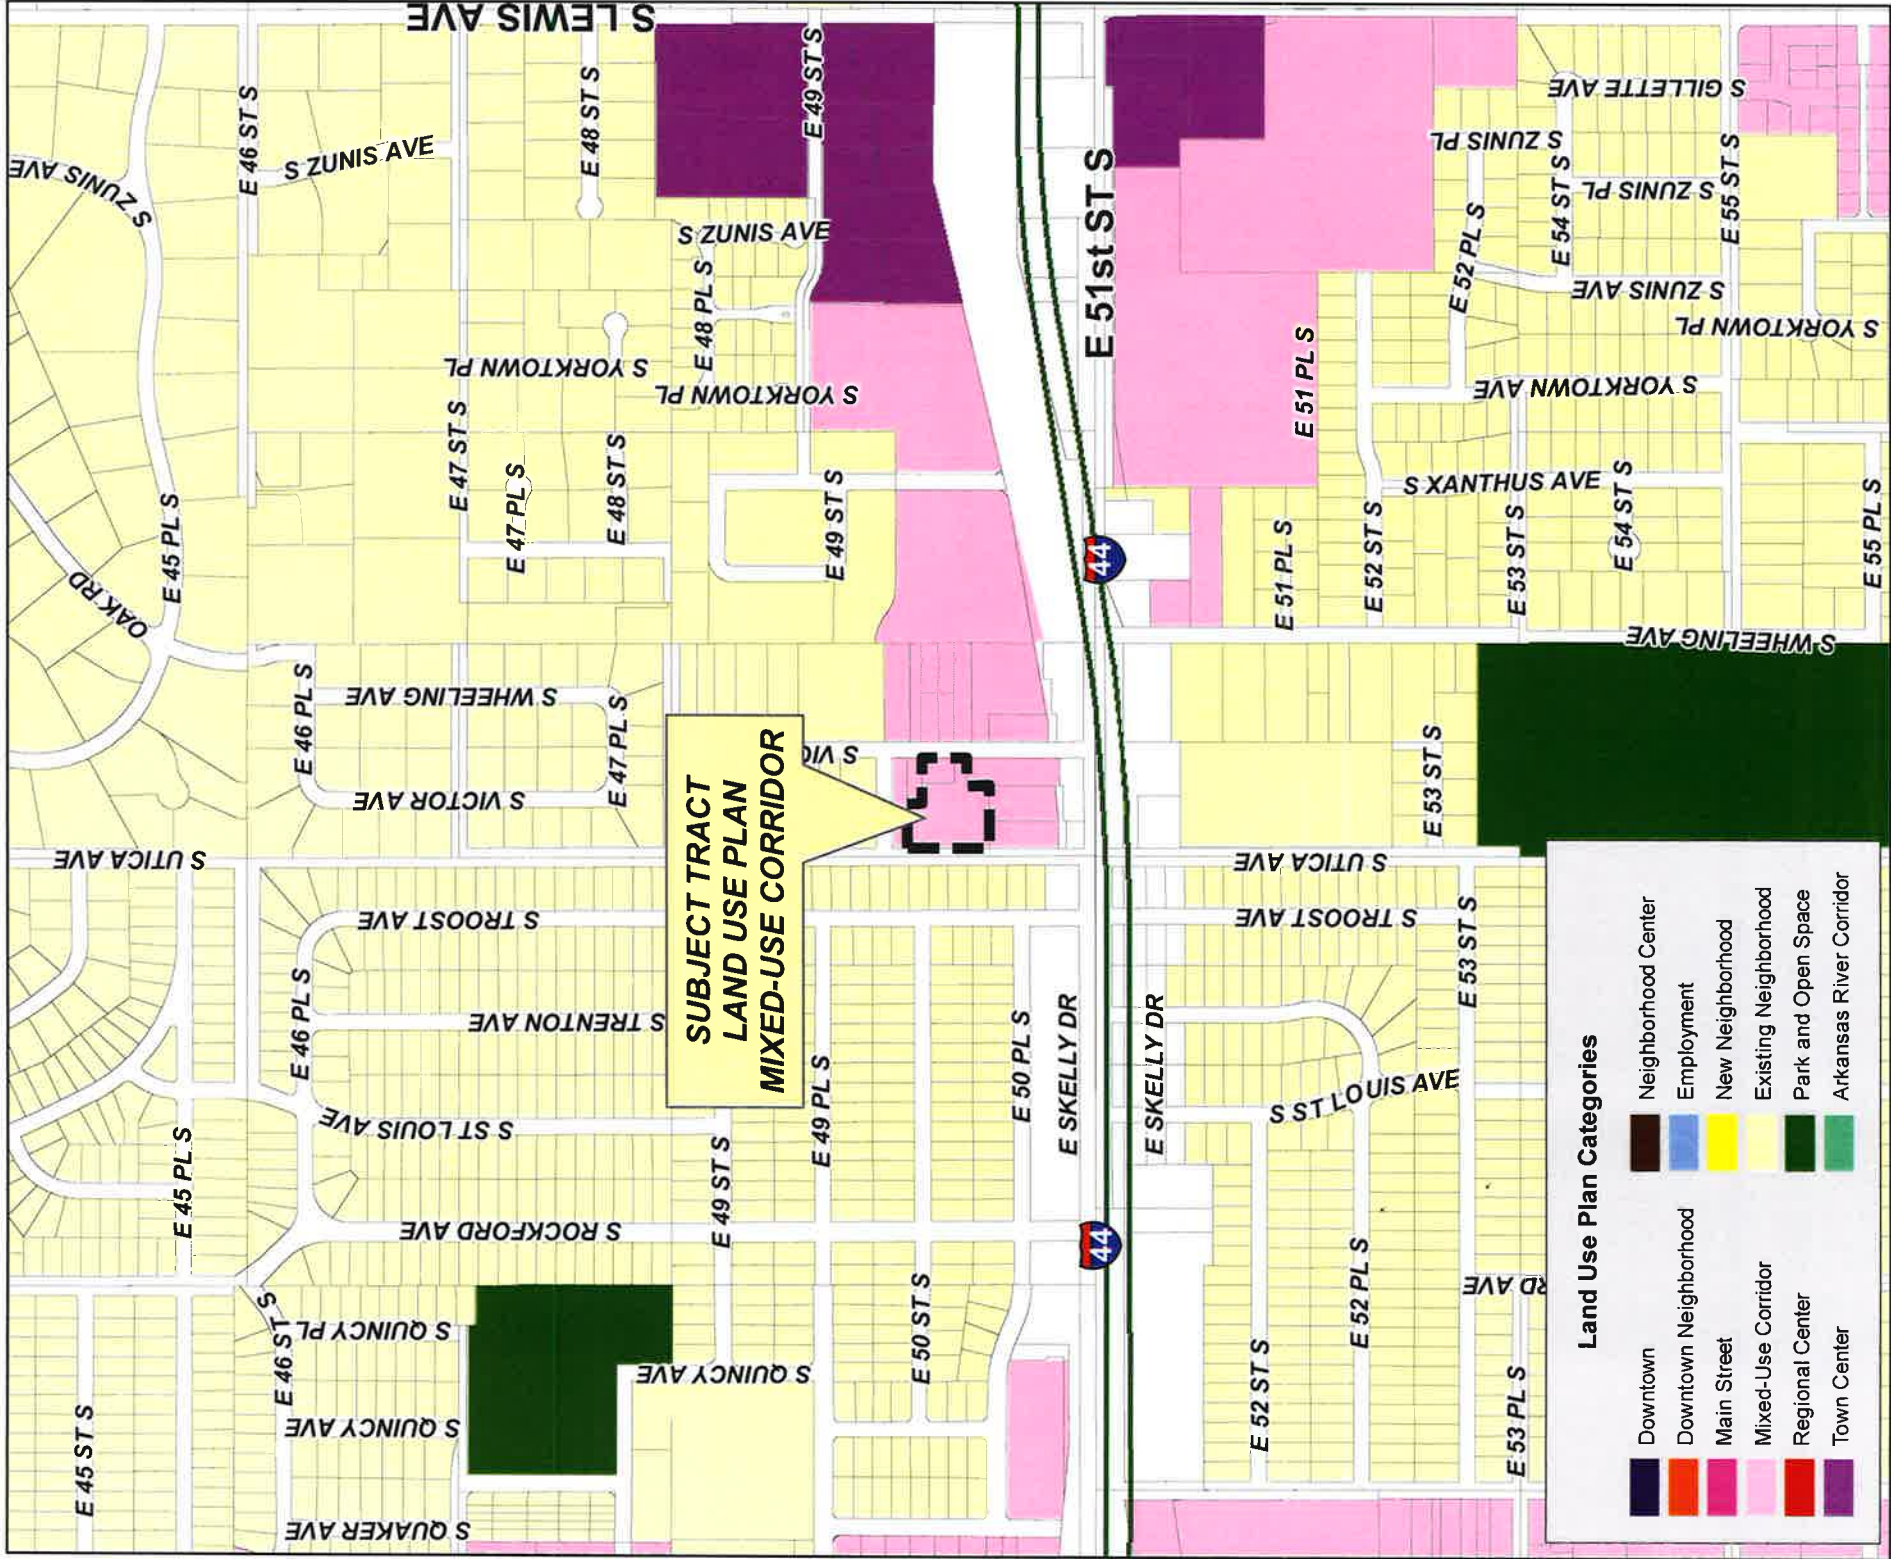 S LEWIS AVE
S ZUNIS AVE
E 46 ST S
S ZUNIS AVE
E 48 ST S
E 49 ST S
S ZUNIS AVE
E 48 PL S
S YORKTOWN PL
S YORKTOWN PL
S YORKTOWN PL
E 47 ST S
E 47 PL S
E 48 ST S
E 49 ST S
E 45 PL S
OAK RD
E 51st ST S
44
S GILLETTE AVE
S ZUNIS PL
S ZUNIS PL
E 54 ST S
E 55 ST S
E 52 PL S
S ZUNIS AVE
S YORKTOWN PL
S YORKTOWN AVE
E 51 PL S
S XANTHUS AVE
E 51 PL S
E 52 ST S
E 53 ST S
E 54 ST S
E 55 PL S
S WHEELING AVE
E 46 PL S
S WHEELING AVE
E 47 PL S
S VICTOR AVE
S VIC
S UTICA AVE
SUBJECT TRACT
LAND USE PLAN
MIXED-USE CORRIDOR
E 53 ST S
S UTICA AVE
S TROOST AVE
S TROOST AVE
E 53 ST S
E 46 PL S
S TRENTON AVE
E 45 PL S
S ST LOUIS AVE
E 49 ST S
E 49 PL S
E 50 PL S
E SKELLY DR
E SKELLY DR
S ST LOUIS AVE
S ROCKFORD AVE
44
E 52 PL S
RD AVE
S QUINCY PL
E 46 ST S
E 45 ST S
S QUINCY AVE
S QUINCY AVE
S QUAKER AVE
E 50 ST S
E 52 ST S
E 53 PL S
Land Use Plan Categories
Downtown
Downtown Neighborhood
Main Street
Mixed-Use Corridor
Regional Center
Town Center
Neighborhood Center
Employment
New Neighborhood
Existing Neighborhood
Park and Open Space
Arkansas River Corridor